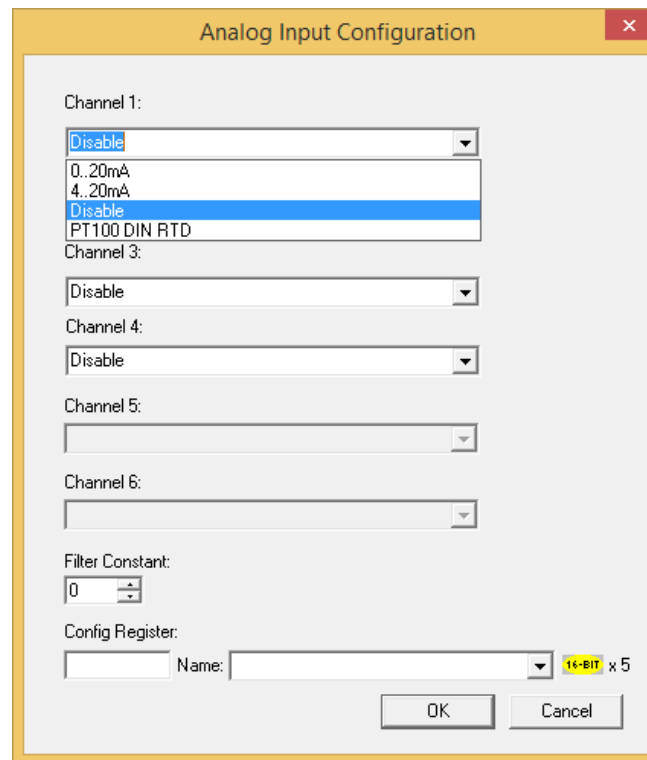 Analog Input Configuration
Channel 1:
Disable
0..20mA
4..20mA
Disable
PT100 DIN RTD
Channel 3:
Disable
Channel 4:
Disable
Channel 5:
Channel 6:
Filter Constant:
0
Config Register:
Name: 16-BIT x 5
OK Cancel